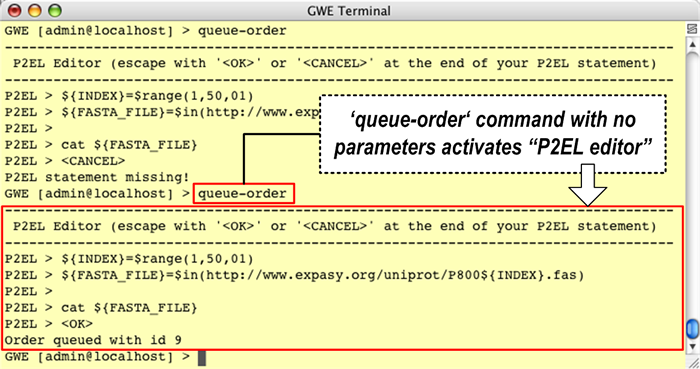 GWE Terminal
GWE [admin@localhost] > queue-order
P2EL Editor (escape with '<OK>' or '<CANCEL>' at the end of your P2EL statement)
P2EL > ${INDEX}=$range(1,50,01)
P2EL > ${FASTA_FILE}=$in(http://www.exp
P2EL >
P2EL > cat ${FASTA_FILE}
P2EL > <CANCEL>
P2EL statement missing!
‘queue-order‘ command with no
parameters activates “P2EL editor”
GWE [admin@localhost] > queue-order
P2EL Editor (escape with '<OK>' or '<CANCEL>' at the end of your P2EL statement)
P2EL > ${INDEX}=$range(1,50,01)
P2EL > ${FASTA_FILE}=$in(http://www.expasy.org/uniprot/P800${INDEX}.fas)
P2EL >
P2EL > cat ${FASTA_FILE}
P2EL > <OK>
Order queued with id 9
GWE [admin@localhost] >